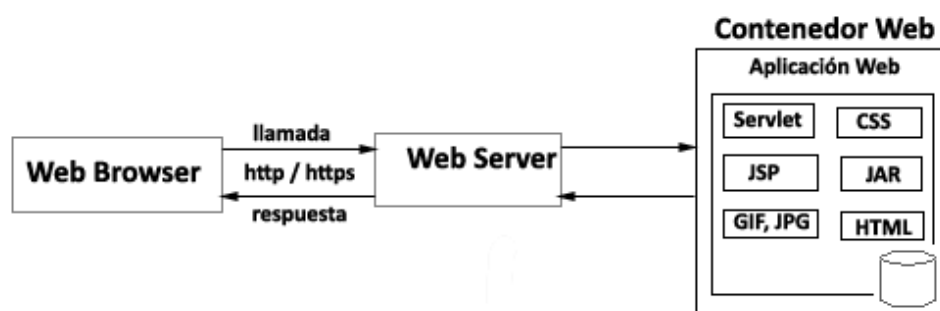 Contenedor Web
Aplicación Web
Servlet
CSS
llamada
Web Browser
http / https
Web Server
JSP
JAR
respuesta
GIF, JPG
HTML